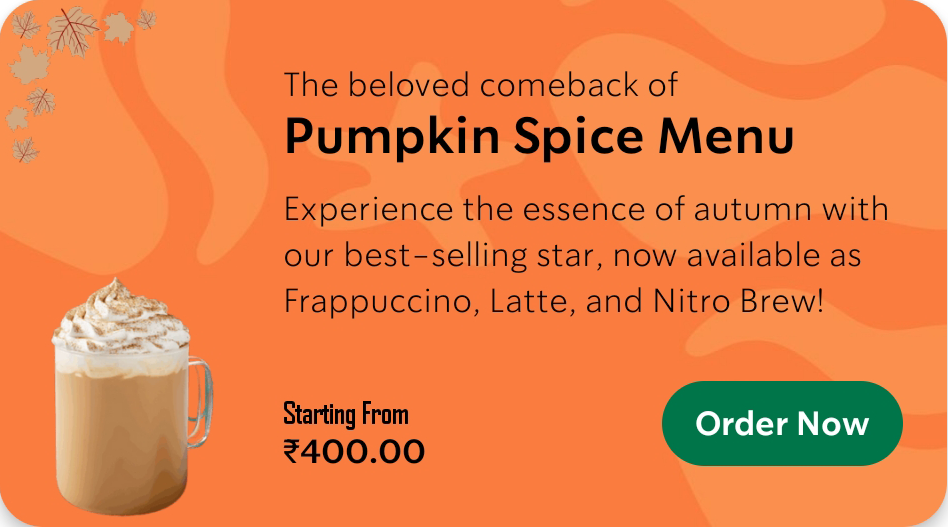 The beloved comeback of
Pumpkin Spice Menu
Experience the essence of autumn with
our best-selling star, now available as
Frappuccino, Latte, and Nitro Brew!
Starting From
₹400.00
Order Now